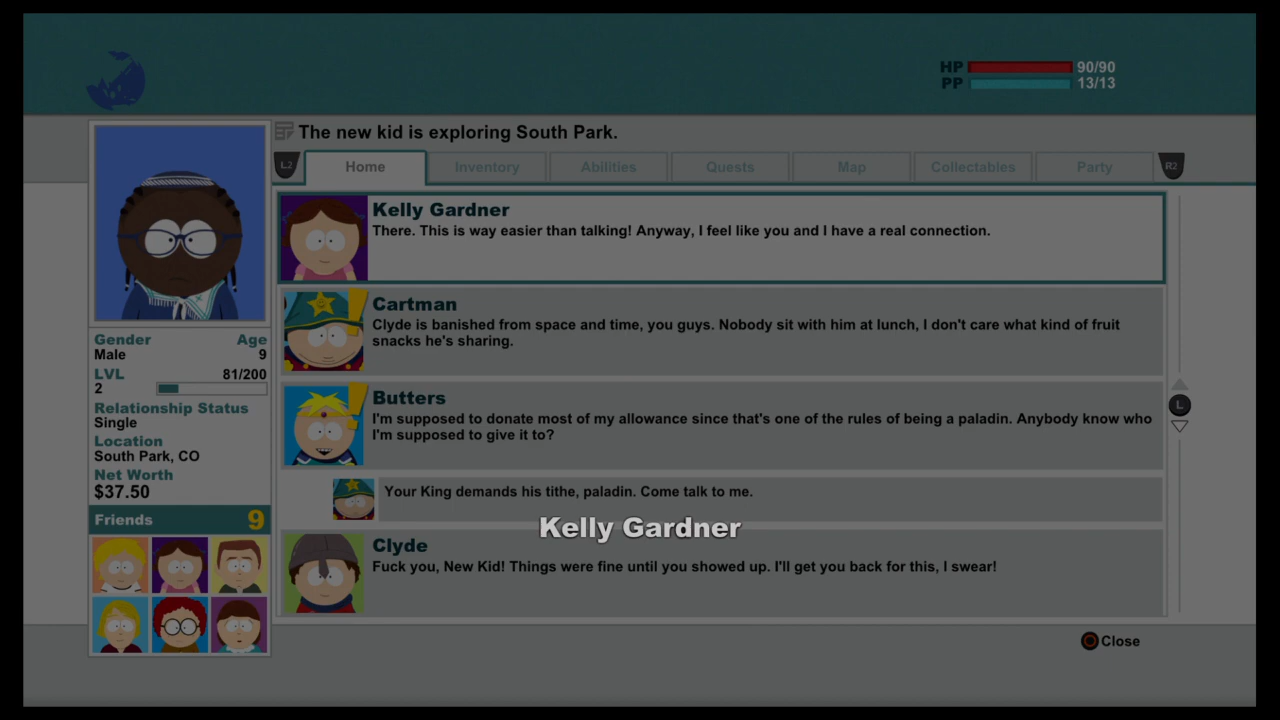 HP 90/90
PP 13/13
The new kid is exploring South Park.
L2 Home Inventory Abilities Quests Map Collectables Party R2
Kelly Gardner
There. This is way easier than talking! Anyway, I feel like you and I have a real connection.
Cartman
Clyde is banished from space and time, you guys. Nobody sit with him at lunch, I don't care what kind of fruit
snacks he's sharing.
Gender Age
Male 9
LVL 81/200
2
Relationship Status
Single
Location
South Park, CO
Net Worth
$37.50
Friends 9
Butters
I'm supposed to donate most of my allowance since that's one of the rules of being a paladin. Anybody know who
I'm supposed to give it to?
L
Your King demands his tithe, paladin. Come talk to me.
Kelly Gardner
Clyde
Fuck you, New Kid! Things were fine until you showed up. I'll get you back for this, I swear!
Close